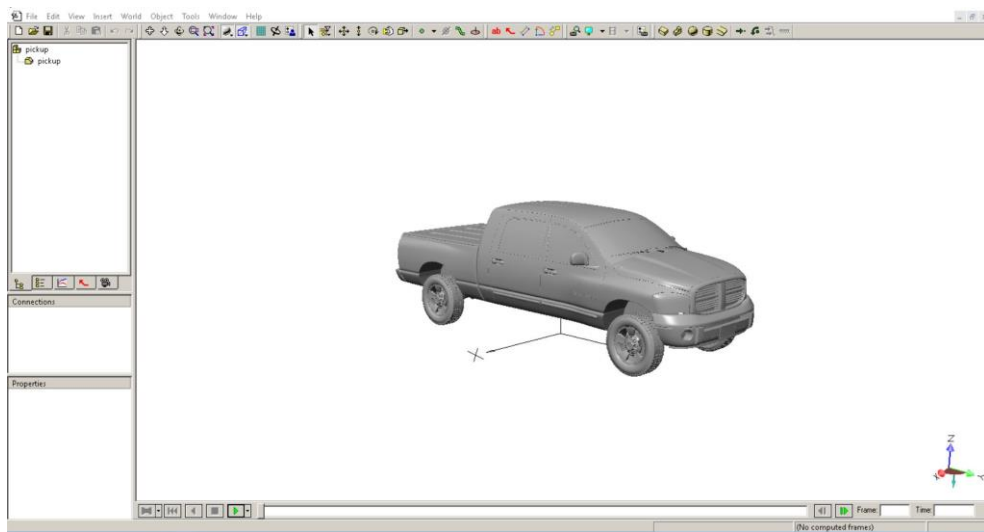 File Edit View Insert World Object Tools Window Help
pickup
pickup
Connections
Properties
X
Z
Y
Frame:
Time:
(No computed frames)